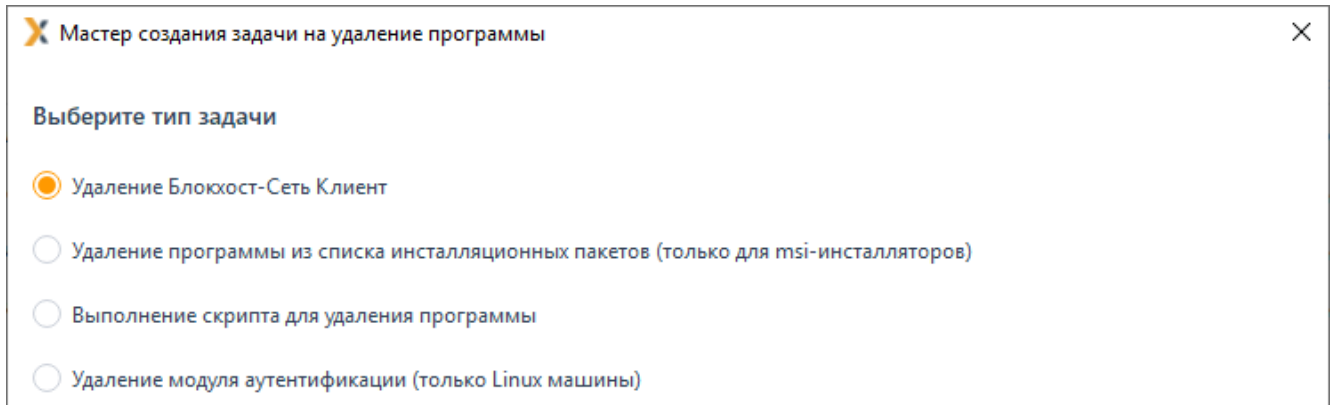 Мастер создания задачи на удаление программы
Выберите тип задачи
Удаление Блокхост-Сеть Клиент
Удаление программы из списка инсталляционных пакетов (только для msi-инсталляторов)
Выполнение скрипта для удаления программы
Удаление модуля аутентификации (только Linux машины)